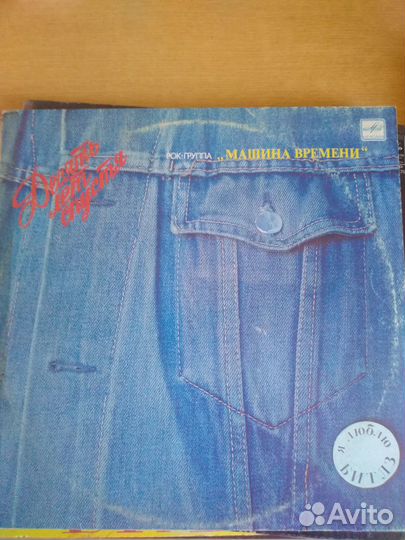 Десять
лет
спустя
РОК-ГРУППА „МАШИНА ВРЕМЕНИ“
Я ЛЮБЛЮ
БИТЛЗ
Avito